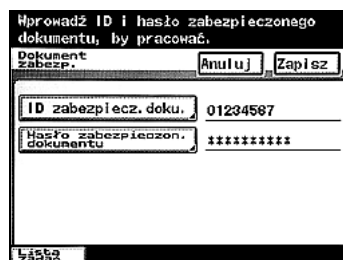 Wprowadź ID i hasło zabezpieczonego
dokumentu, by pracować.
Dokument
zabezp.
Anuluj
Zapisz
ID zabezpiecz.doku.
01234567
Hasło zabezpieczon.
dokumentu
**********
Lista
zadań